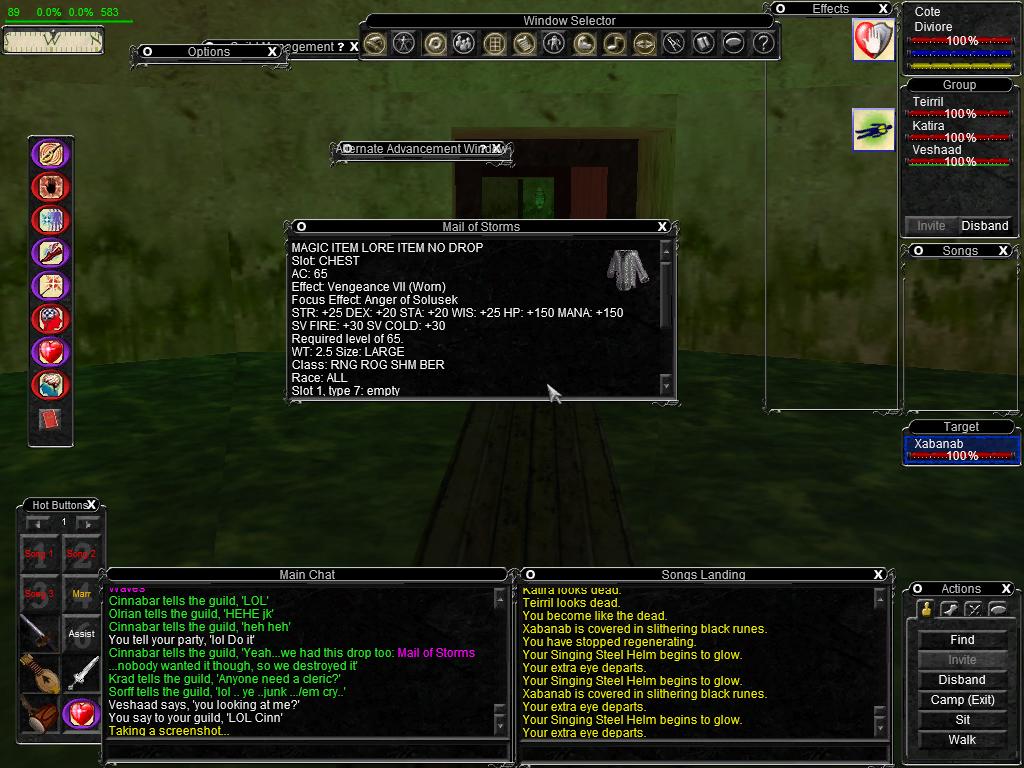 89 0.0% 0.0% 583
W
Options X
Management ? X
Window Selector
?
Effects X
Cote
Diviore
100%
Group
Teirril
100%
Katira
100%
Veshaad
100%
Invite Disband
Songs X
Alternate Advancement Window ? X
Mail of Storms X
MAGIC ITEM LORE ITEM NO DROP
Slot: CHEST
AC: 65
Effect: Vengeance VII (Worn)
Focus Effect: Anger of Solusek
STR: +25 DEX: +20 STA: +20 WIS: +25 HP: +150 MANA: +150
SV FIRE: +30 SV COLD: +30
Required level of 65.
WT: 2.5 Size: LARGE
Class: RNG ROG SHM BER
Race: ALL
Slot 1, type 7: empty
Target
Xabanab
100%
Hot Buttons X
1
Song 1 Song 2
Song 3 Marr
Assist
Main Chat
Waves
Cinnabar tells the guild, 'LOL'
Olrian tells the guild, 'HEHE jk'
Cinnabar tells the guild, 'heh heh'
You tell your party, 'lol Do it'
Cinnabar tells the guild, 'Yeah...we had this drop too: Mail of Storms
...nobody wanted it though, so we destroyed it'
Krad tells the guild, 'Anyone need a cleric?'
Sorff tells the guild, 'lol .. ye ..junk .../em cry..'
Veshaad says, 'you looking at me?'
You say to your guild, 'LOL Cinn'
Taking a screenshot...
Songs Landing X
Katira looks dead.
Teirril looks dead.
You become like the dead.
Xabanab is covered in slithering black runes.
You have stopped regenerating.
Your Singing Steel Helm begins to glow.
Your extra eye departs.
Your Singing Steel Helm begins to glow.
Xabanab is covered in slithering black runes.
Your extra eye departs.
Your Singing Steel Helm begins to glow.
Your extra eye departs.
Actions X
Find
Invite
Disband
Camp (Exit)
Sit
Walk